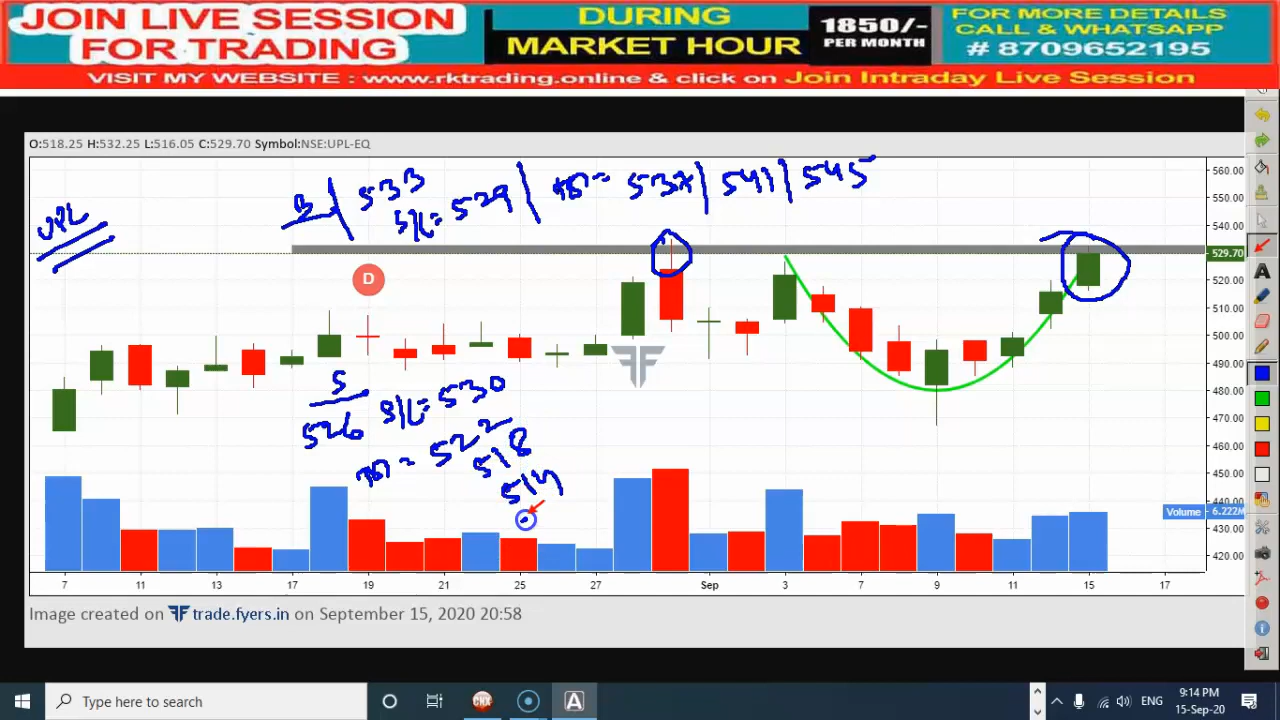 JOIN LIVE SESSION
FOR TRADING
DURING
MARKET HOUR
1850/-
PER MONTH
FOR MORE DETAILS
CALL & WHATSAPP
# 8709652195
VISIT MY WEBSITE : www.rktrading.online & click on Join Intraday Live Session
O:518.25 H:532.25 L:516.05 C:529.70 Symbol:NSE:UPL-EQ
UPL
B 533
S/L= 529
537 541 545
D
S
526 S/L= 530
= 522
518
514
560.00
550.00
540.00
529.70
520.00
510.00
500.00
490.00
480.00
470.00
460.00
450.00
440.00
430.00
420.00
Volume 6.222M
7 11 13 17 19 21 25 27 Sep 3 7 9 11 15 17
Image created on trade.fyers.in on September 15, 2020 20:58
Type here to search
CNX
A
ENG
9:14 PM
15-Sep-20